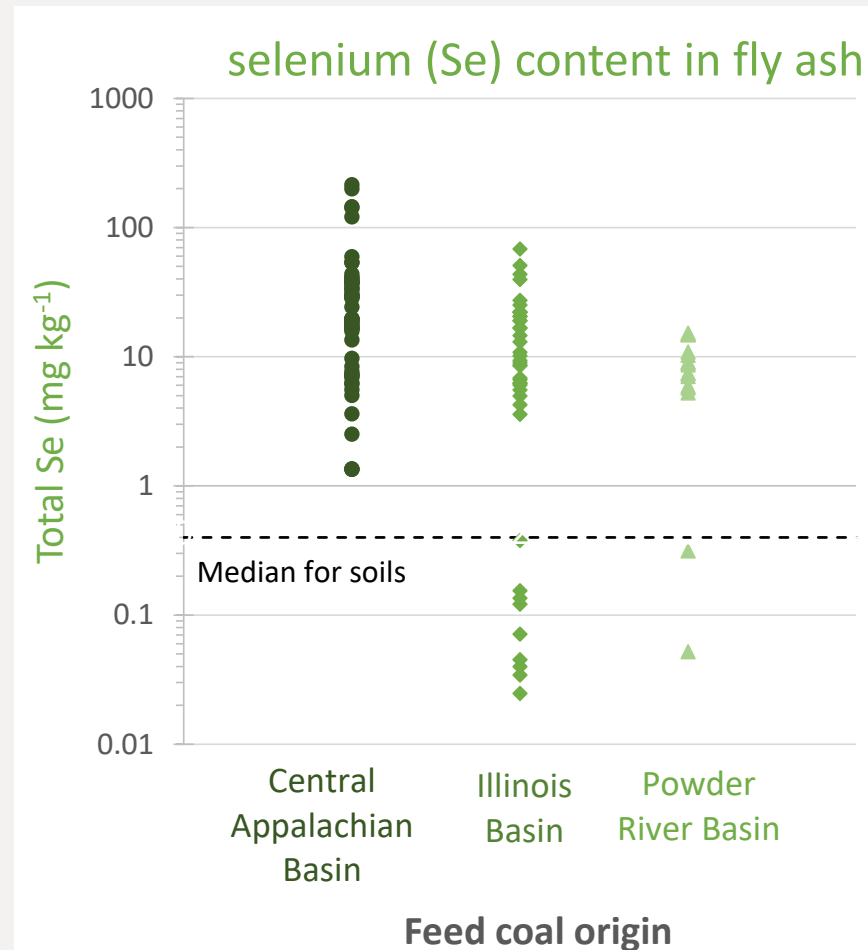 selenium (Se) content in fly ash
1000
100
10
1
0.1
0.01
Total Se (mg kg⁻¹)
Median for soils
Central
Appalachian
Basin
Illinois
Basin
Powder
River Basin
Feed coal origin